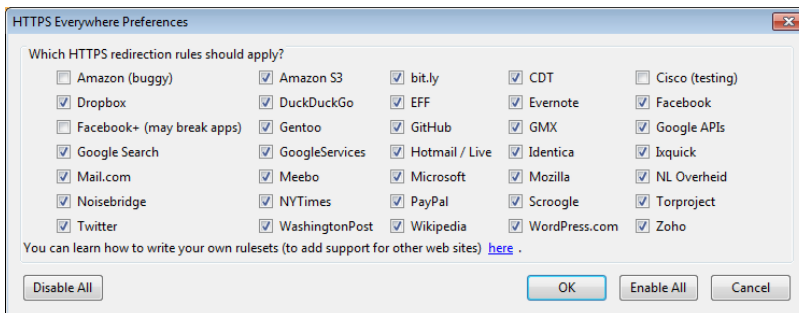 HTTPS Everywhere Preferences
Which HTTPS redirection rules should apply?
Amazon (buggy) Amazon S3 bit.ly CDT Cisco (testing)
Dropbox DuckDuckGo EFF Evernote Facebook
Facebook+ (may break apps) Gentoo GitHub GMX Google APIs
Google Search GoogleServices Hotmail / Live Identica Ixquick
Mail.com Meebo Microsoft Mozilla NL Overheid
Noisebridge NYTimes PayPal Scroogle Torproject
Twitter WashingtonPost Wikipedia WordPress.com Zoho
You can learn how to write your own rulesets (to add support for other web sites) here .
Disable All OK Enable All Cancel